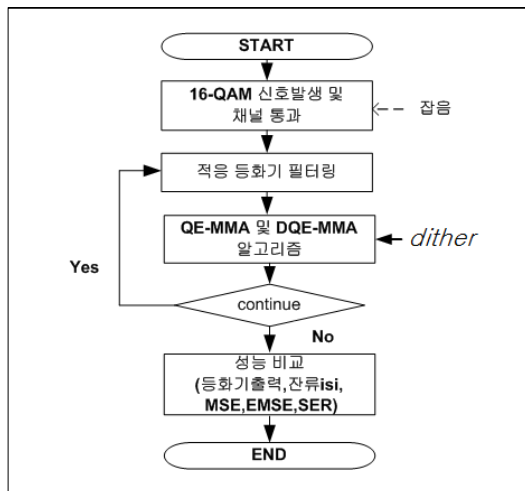 START
16-QAM 신호발생 및
채널 통과
잡음
적응 등화기 필터링
QE-MMA 및 DQE-MMA
알고리즘
dither
Yes
continue
No
성능 비교
(등화기출력,잔류isi,
MSE,EMSE,SER)
END